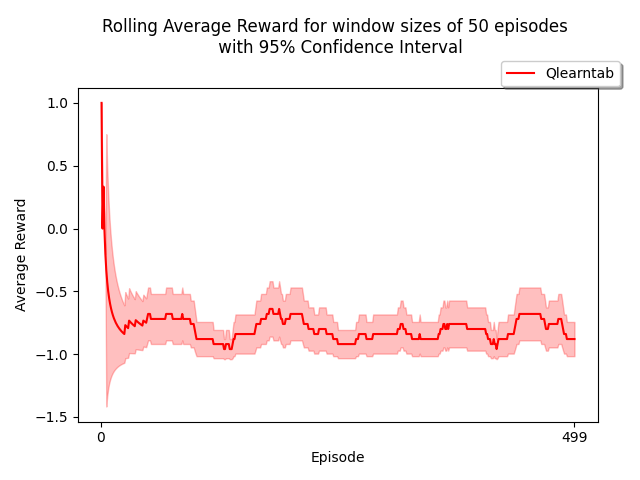 Rolling Average Reward for window sizes of 50 episodes
with 95% Confidence Interval
Qlearntab
1.0
0.5
0.0
−0.5
−1.0
−1.5
Average Reward
0
499
Episode